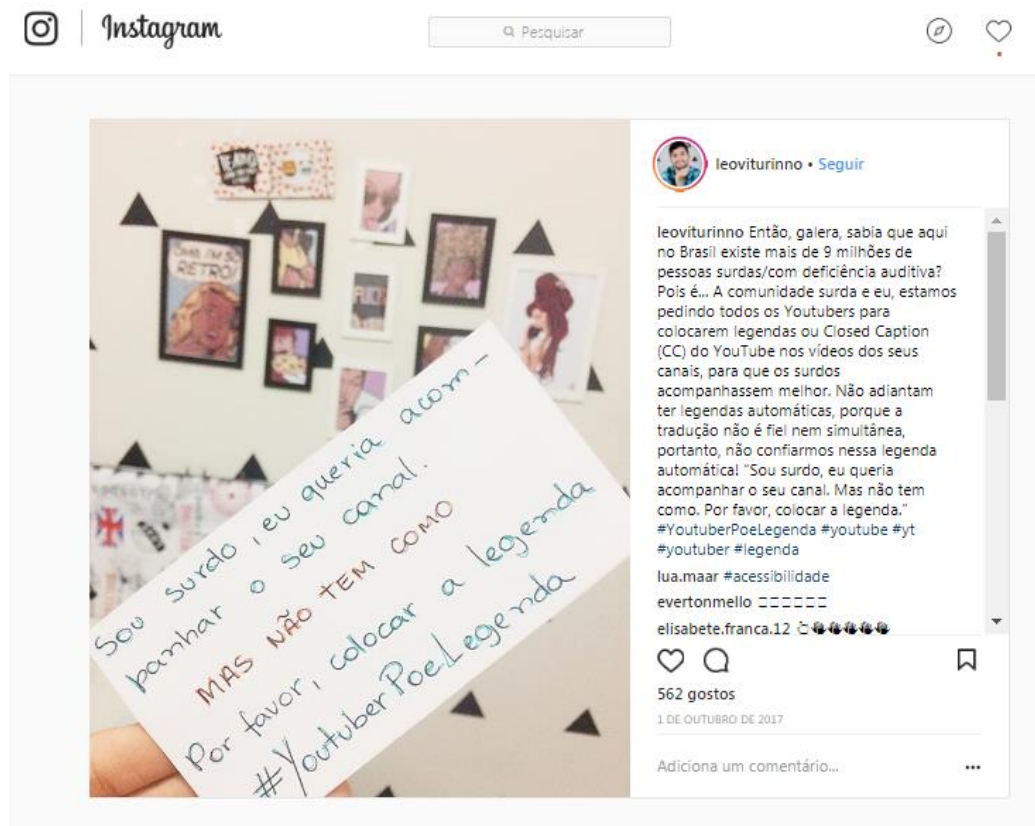 Instagram
Pesquisar
TE AMO
OMG, I'M SO
RETRO!
Sou surdo, eu queria acom-
panhar o seu canal.
MAS NÃO TEM COMO
Por favor, colocar a legenda
#YoutuberPoeLegenda
leoviturinno • Seguir
leoviturinno Então, galera, sabia que aqui
no Brasil existe mais de 9 milhões de
pessoas surdas/com deficiência auditiva?
Pois é... A comunidade surda e eu, estamos
pedindo todos os Youtubers para
colocarem legendas ou Closed Caption
(CC) do YouTube nos vídeos dos seus
canais, para que os surdos
acompanhassem melhor. Não adiantam
ter legendas automáticas, porque a
tradução não é fiel nem simultânea,
portanto, não confiarmos nessa legenda
automática! "Sou surdo, eu queria
acompanhar o seu canal. Mas não tem
como. Por favor, colocar a legenda."
#YoutuberPoeLegenda #youtube #yt
#youtuber #legenda
lua.maar #acessibilidade
evertonmello
elisabete.franca.12
562 gostos
1 DE OUTUBRO DE 2017
Adiciona um comentário...